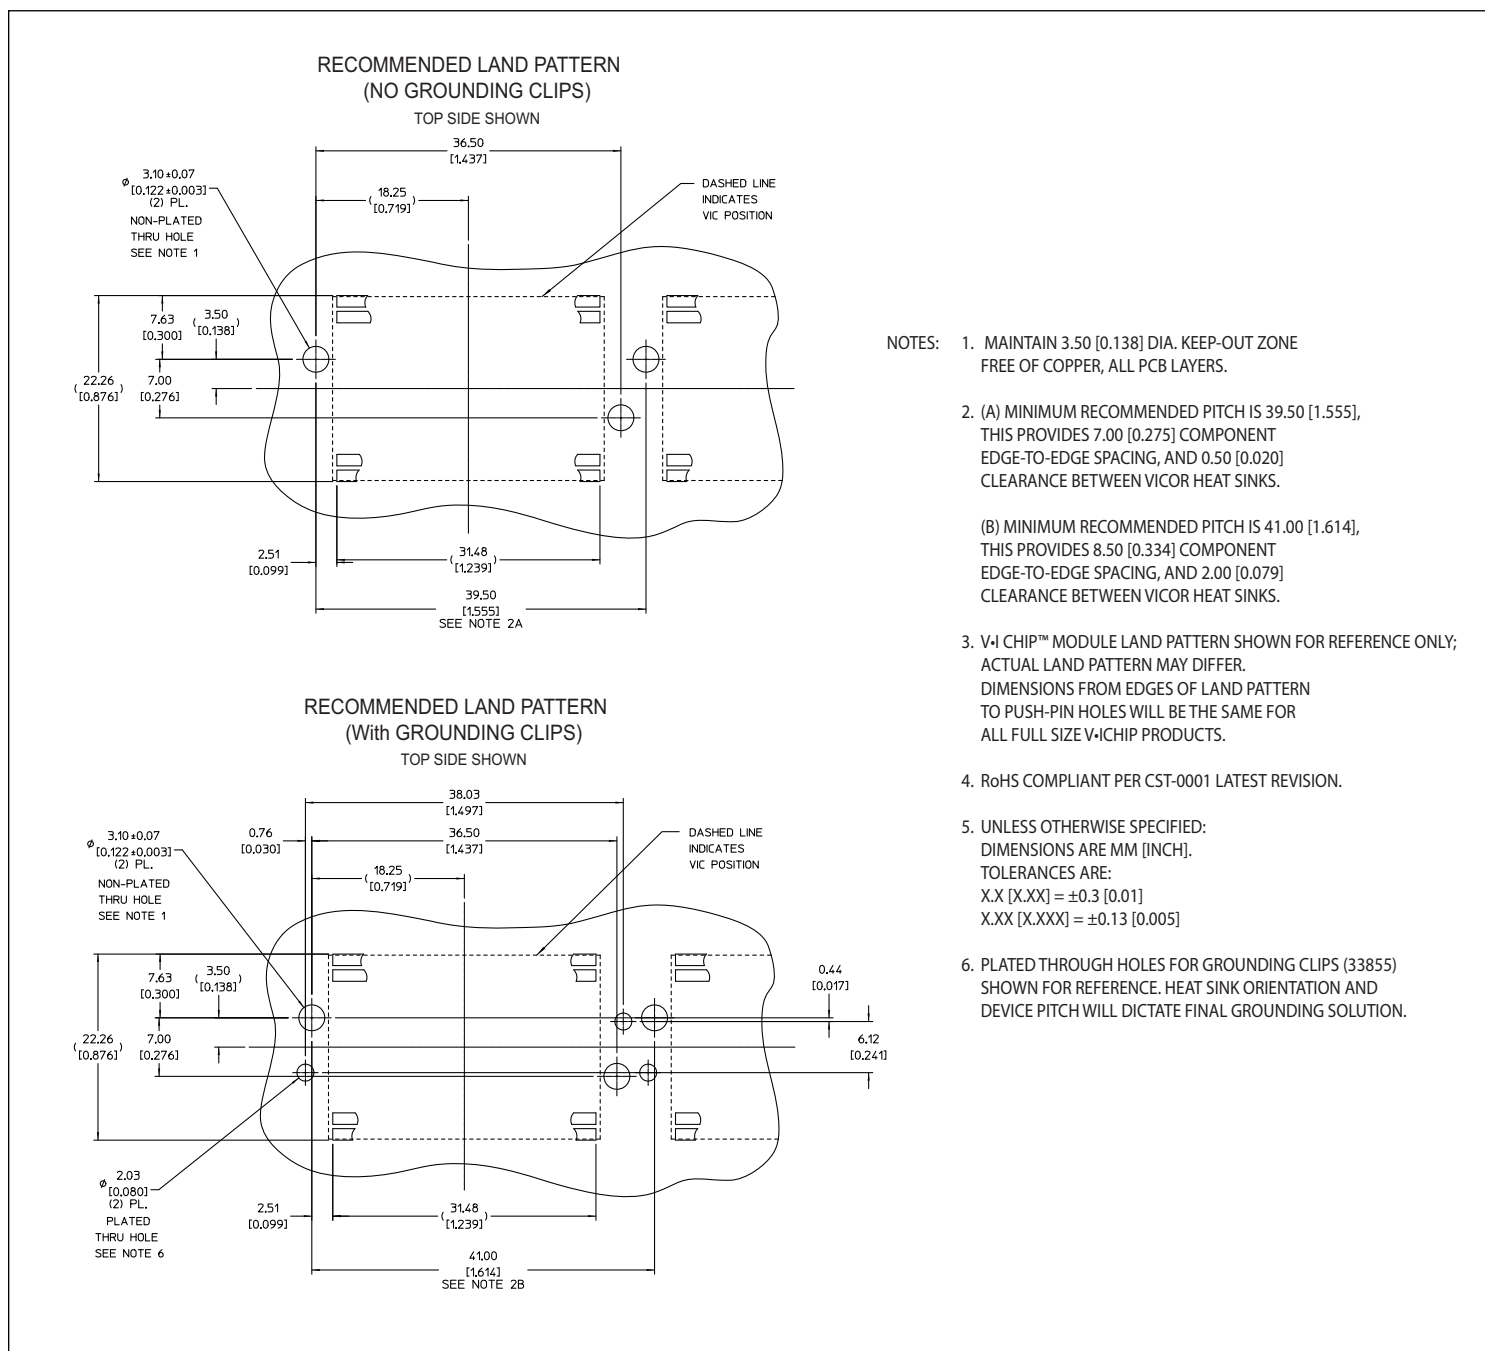 RECOMMENDED LAND PATTERN
(NO GROUNDING CLIPS)
TOP SIDE SHOWN
36.50
[1.437]
ø 3.10±0.07
[0.122±0.003]
(2) PL.
NON-PLATED
THRU HOLE
SEE NOTE 1
(18.25
[0.719])
DASHED LINE
INDICATES
VIC POSITION
7.63
[0.300]
(3.50
[0.138])
(22.26
[0.876])
7.00
[0.276]
2.51
[0.099]
(31.48
[1.239])
39.50
[1.555]
SEE NOTE 2A
RECOMMENDED LAND PATTERN
(With GROUNDING CLIPS)
TOP SIDE SHOWN
38.03
[1.497]
ø 3.10±0.07
[0.122±0.003]
(2) PL.
NON-PLATED
THRU HOLE
SEE NOTE 1
0.76
[0.030]
36.50
[1.437]
(18.25
[0.719])
DASHED LINE
INDICATES
VIC POSITION
7.63
[0.300]
(3.50
[0.138])
0.44
[0.017]
(22.26
[0.876])
7.00
[0.276]
6.12
[0.241]
ø 2.03
[0.080]
(2) PL.
PLATED
THRU HOLE
SEE NOTE 6
2.51
[0.099]
(31.48
[1.239])
41.00
[1.614]
SEE NOTE 2B
NOTES: 1. MAINTAIN 3.50 [0.138] DIA. KEEP-OUT ZONE
FREE OF COPPER, ALL PCB LAYERS.
2. (A) MINIMUM RECOMMENDED PITCH IS 39.50 [1.555],
THIS PROVIDES 7.00 [0.275] COMPONENT
EDGE-TO-EDGE SPACING, AND 0.50 [0.020]
CLEARANCE BETWEEN VICOR HEAT SINKS.
(B) MINIMUM RECOMMENDED PITCH IS 41.00 [1.614],
THIS PROVIDES 8.50 [0.334] COMPONENT
EDGE-TO-EDGE SPACING, AND 2.00 [0.079]
CLEARANCE BETWEEN VICOR HEAT SINKS.
3. V•I CHIP™ MODULE LAND PATTERN SHOWN FOR REFERENCE ONLY;
ACTUAL LAND PATTERN MAY DIFFER.
DIMENSIONS FROM EDGES OF LAND PATTERN
TO PUSH-PIN HOLES WILL BE THE SAME FOR
ALL FULL SIZE V•ICHIP PRODUCTS.
4. RoHS COMPLIANT PER CST-0001 LATEST REVISION.
5. UNLESS OTHERWISE SPECIFIED:
DIMENSIONS ARE MM [INCH].
TOLERANCES ARE:
X.X [X.XX] = ±0.3 [0.01]
X.XX [X.XXX] = ±0.13 [0.005]
6. PLATED THROUGH HOLES FOR GROUNDING CLIPS (33855)
SHOWN FOR REFERENCE. HEAT SINK ORIENTATION AND
DEVICE PITCH WILL DICTATE FINAL GROUNDING SOLUTION.